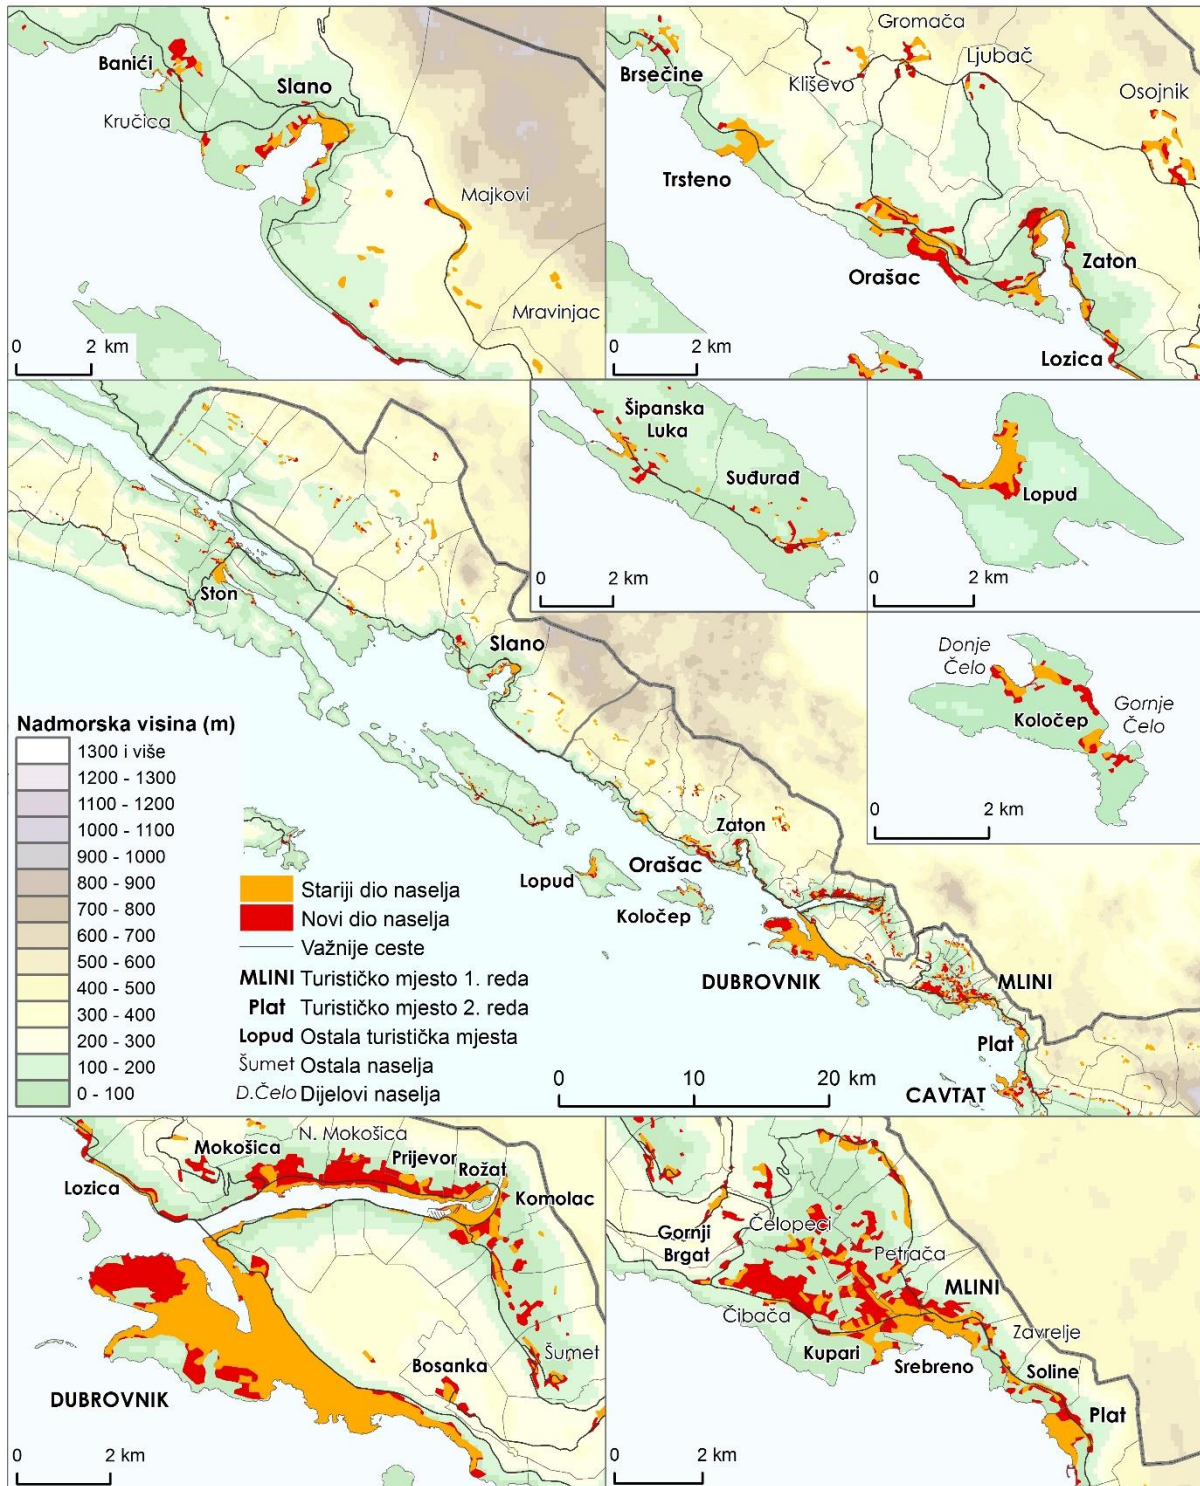 Banići
Slano
Kručica
Majkovi
Mravinjac
0 2 km
Gromača
Ljubač
Brsečine
Kliševo
Osojnik
Trsteno
Orašac
Zaton
Lozica
0 2 km
Šipanska
Luka
Suđurađ
0 2 km
Lopud
0 2 km
Donje
Čelo
Koločep
Gornje
Čelo
0 2 km
Ston
Slano
Zaton
Orašac
Lopud
Koločep
DUBROVNIK
MLINI
Plat
CAVTAT
Nadmorska visina (m)
1300 i više
1200 - 1300
1100 - 1200
1000 - 1100
900 - 1000
800 - 900
700 - 800
600 - 700
500 - 600
400 - 500
300 - 400
200 - 300
100 - 200
0 - 100
Stariji dio naselja
Novi dio naselja
Važnije ceste
MLINI Turističko mjesto 1. reda
Plat Turističko mjesto 2. reda
Lopud Ostala turistička mjesta
Šumet Ostala naselja
D.Čelo Dijelovi naselja
0 10 20 km
N. Mokošica
Mokošica
Prijevor
Rožat
Lozica
Komolac
Šumet
Bosanka
DUBROVNIK
0 2 km
Gornji
Brgat
Čelopeci
Petrača
MLINI
Čibača
Zavrelje
Kupari
Srebreno
Soline
Plat
0 2 km